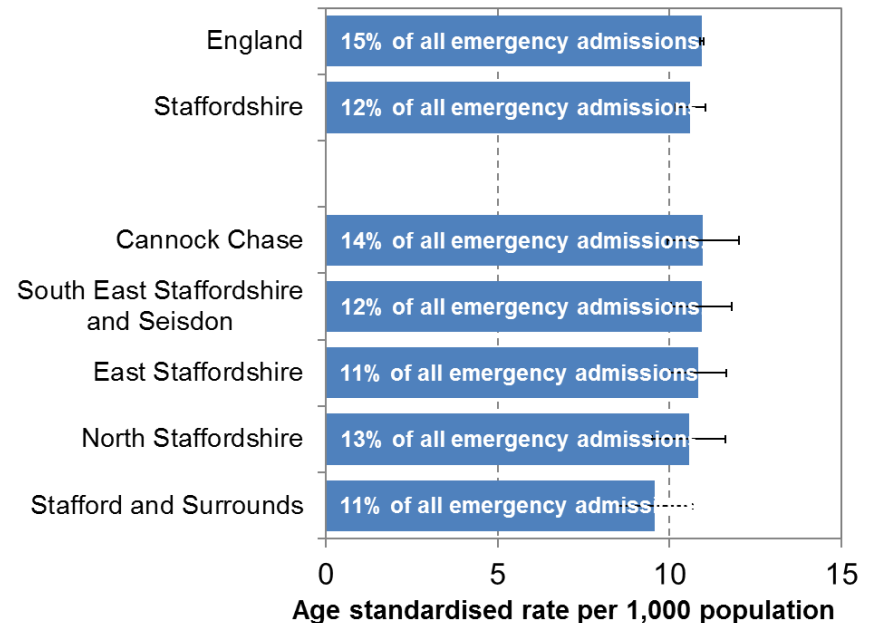 England
15% of all emergency admissions
Staffordshire
12% of all emergency admissions
Cannock Chase
14% of all emergency admissions
South East Staffordshire
and Seisdon
12% of all emergency admissions
East Staffordshire
11% of all emergency admissions
North Staffordshire
13% of all emergency admissions
Stafford and Surrounds
11% of all emergency admissi
0 5 10 15
Age standardised rate per 1,000 population